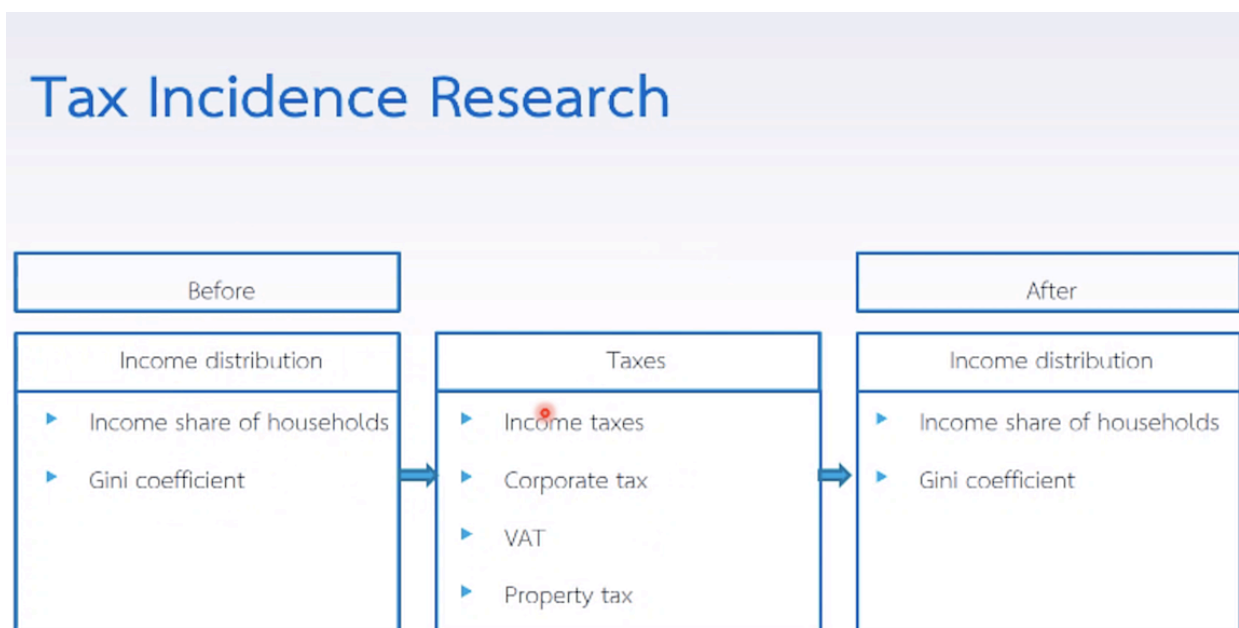 Tax Incidence Research
Before
After
Income distribution
Taxes
Income distribution
Income share of households
Gini coefficient
Income taxes
Corporate tax
VAT
Property tax
Income share of households
Gini coefficient